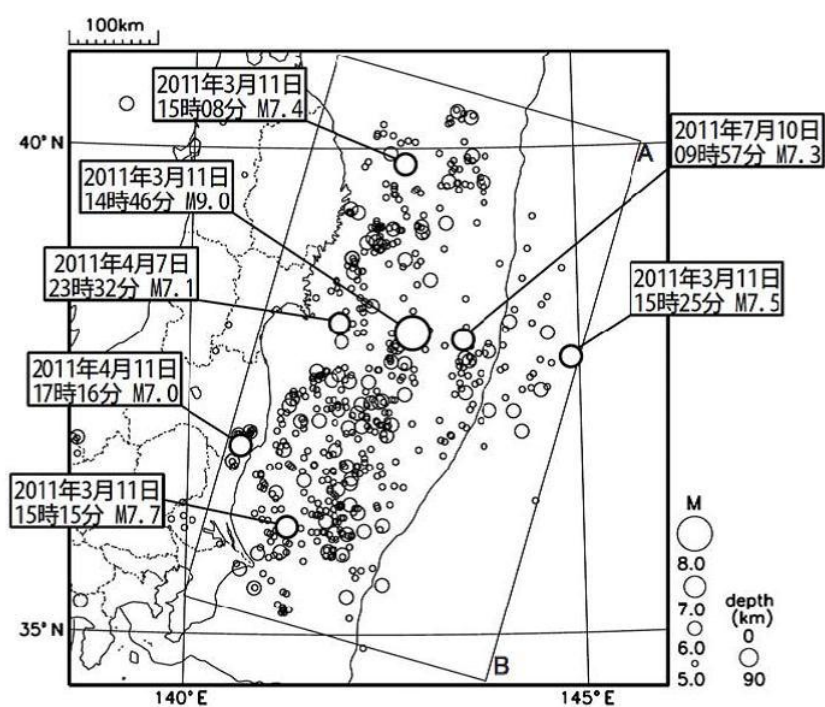 100km
2011年3月11日
15時08分 M7.4
40°N
A
2011年7月10日
09時57分 M7.3
2011年3月11日
14時46分 M9.0
2011年4月7日
23時32分 M7.1
2011年3月11日
15時25分 M7.5
2011年4月11日
17時16分 M7.0
2011年3月11日
15時15分 M7.7
M
8.0
7.0
6.0
5.0
depth
(km)
0
90
35°N
B
140°E
145°E